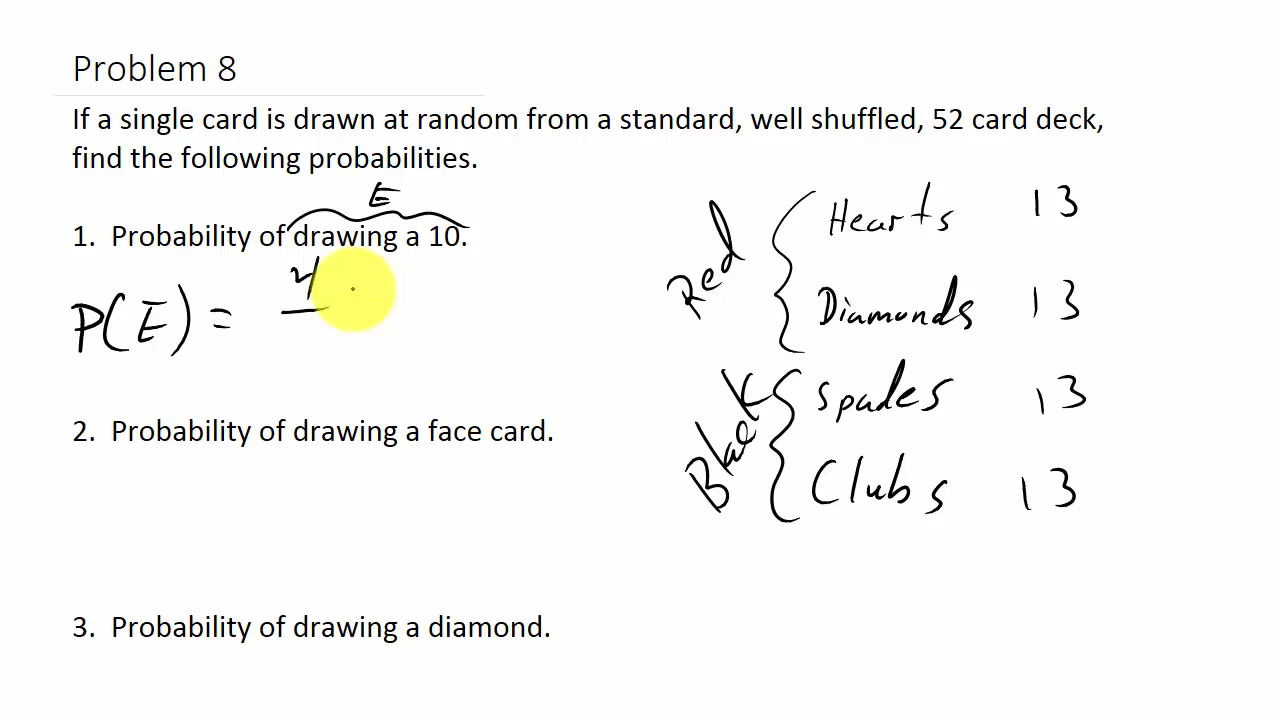 Problem 8
If a single card is drawn at random from a standard, well shuffled, 52 card deck,
find the following probabilities.
E
1. Probability of drawing a 10.
P(E) = 4
2. Probability of drawing a face card.
3. Probability of drawing a diamond.
Red
Hearts 13
Diamonds 13
Black
Spades 13
Clubs 13